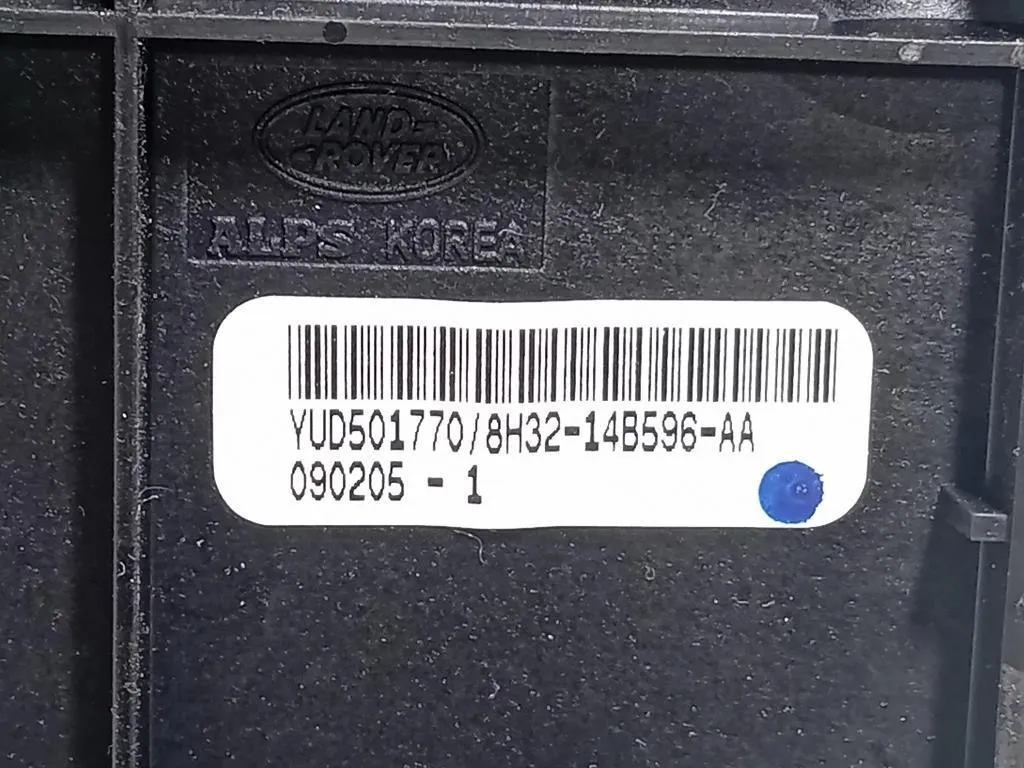 LAND-
ROVER
ALPS KOREA
YUD501770/8H32-14B596-AA
090205 - 1